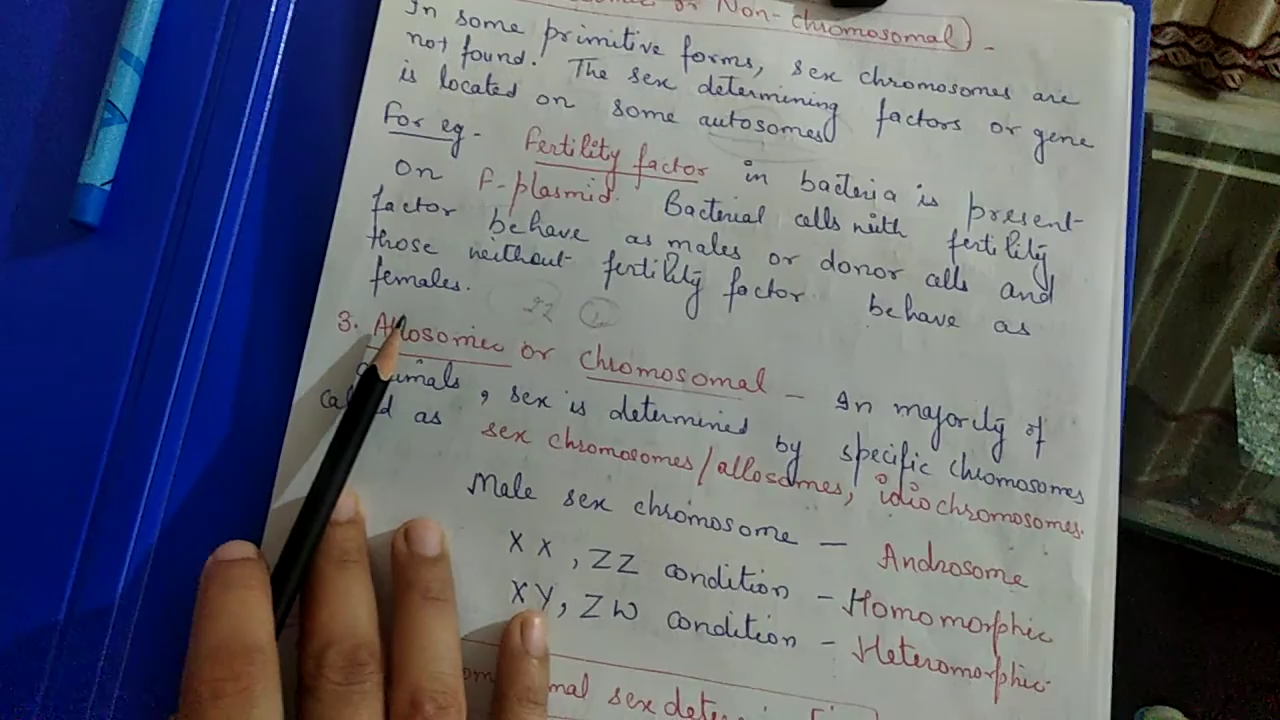 or Non-chromosomal) -
In some primitive forms, sex chromosomes are
not found. The sex determining factors or gene
is located on some autosomes
For eg - Fertility factor in bacteria is present
on F-plasmid. Bacterial cells with fertility
factor behave as males or donor cells and
those without fertility factor behave as
females.
3. Allosomic or Chromosomal - In majority of
animals, sex is determined by specific chromosomes
called as sex chromosomes/allosomes, idiochromosomes.
Male sex chromosome - Androsome
XX, ZZ condition - Homomorphic
XY, ZW condition - Heteromorphic
mal sex deter